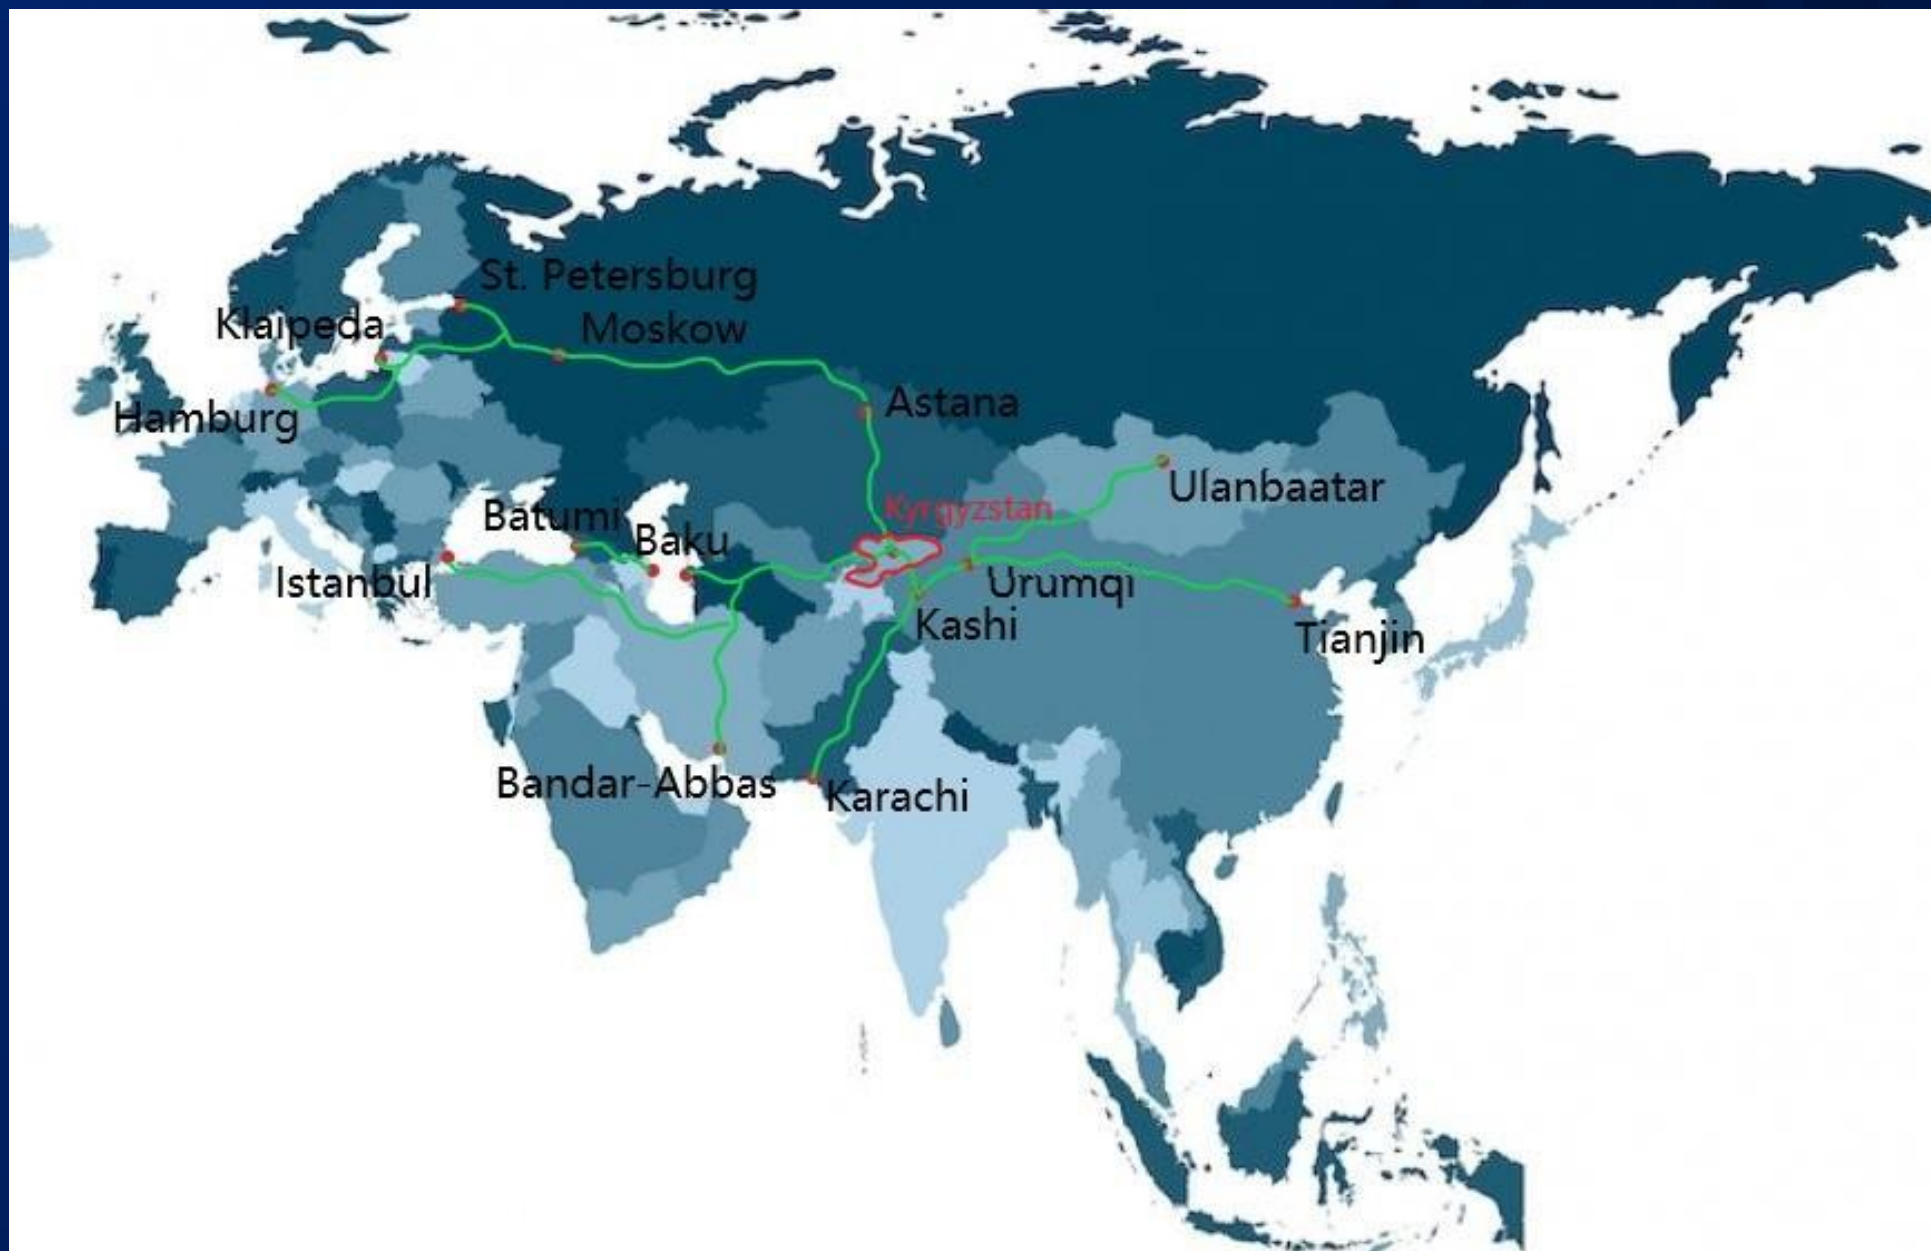 St. Petersburg
Klaipeda
Moskow
Hamburg
Astana
Ulanbaatar
Kyrgyzstan
Batumi
Baku
Istanbul
Urumqi
Kashi
Tianjin
Bandar-Abbas
Karachi